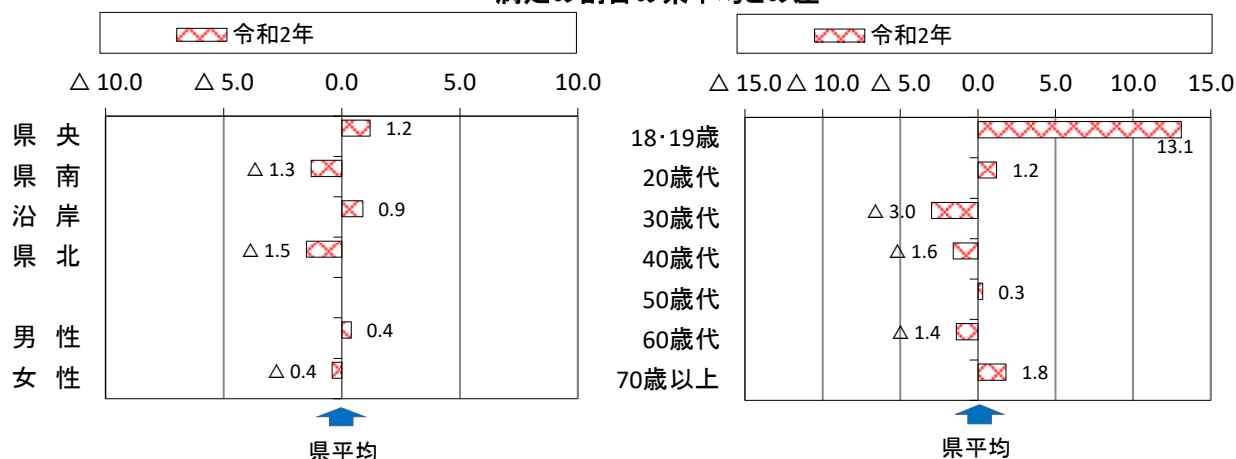 令和2年
△ 10.0 △ 5.0 0.0 5.0 10.0
県 央 1.2
県 南 △ 1.3
沿 岸 0.9
県 北 △ 1.5
男 性 0.4
女 性 △ 0.4
県平均
令和2年
△ 15.0 △ 10.0 △ 5.0 0.0 5.0 10.0 15.0
18・19歳 13.1
20歳代 1.2
30歳代 △ 3.0
40歳代 △ 1.6
50歳代 0.3
60歳代 △ 1.4
70歳以上 1.8
県平均